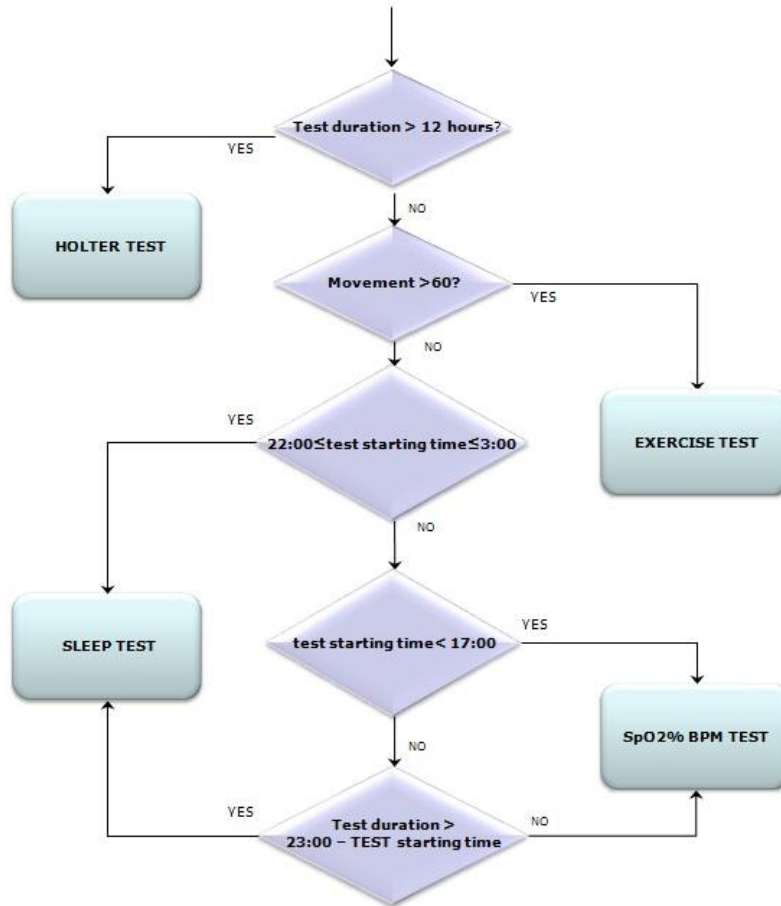 Test duration > 12 hours?
YES
HOLTER TEST
NO
Movement >60?
YES
NO
EXERCISE TEST
YES
22:00≤test starting time≤3:00
NO
SLEEP TEST
test starting time< 17:00
YES
SpO2% BPM TEST
NO
YES
Test duration >
23:00 – TEST starting time
NO